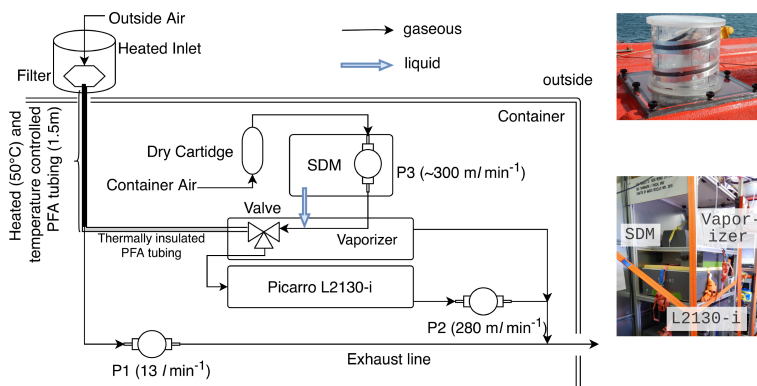 Outside Air
Heated Inlet
Filter
gaseous
liquid
outside
Container
Heated (50°C) and
temperature controlled
PFA tubing (1.5m)
Dry Cartidge
Container Air
SDM
P3 (~300 ml min⁻¹)
Valve
Vaporizer
Thermally insulated
PFA tubing
Picarro L2130-i
P2 (280 ml min⁻¹)
P1 (13 l min⁻¹)
Exhaust line
SDM
Vapor-
izer
L2130-i